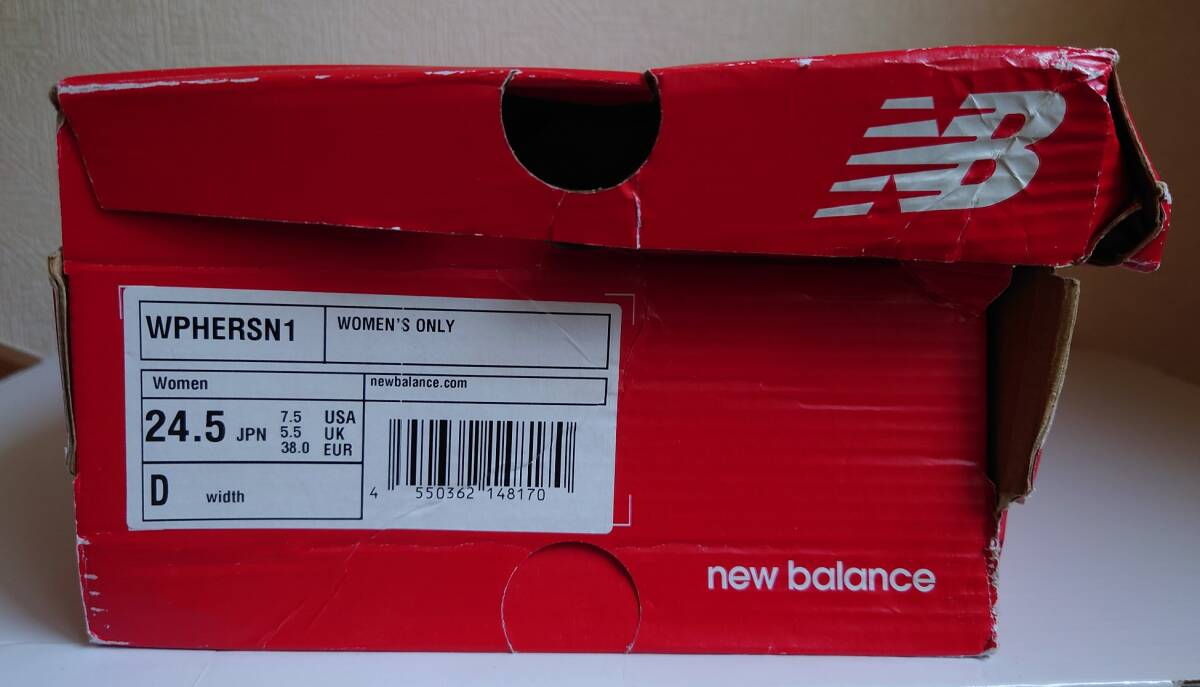 NB
WPHERSN1
WOMEN'S ONLY
Women
newbalance.com
24.5 JPN
7.5 USA
5.5 UK
38.0 EUR
D width
4 550362 148170
new balance